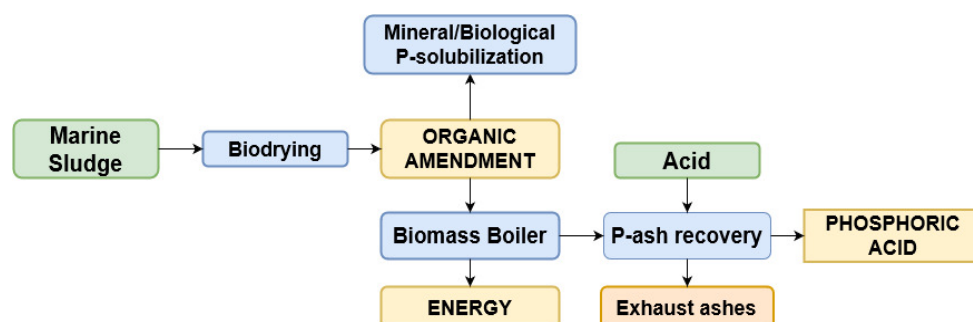 Mineral/Biological
P-solubilization
Marine
Sludge
Biodrying
ORGANIC
AMENDMENT
Acid
Biomass Boiler
P-ash recovery
PHOSPHORIC
ACID
ENERGY
Exhaust ashes